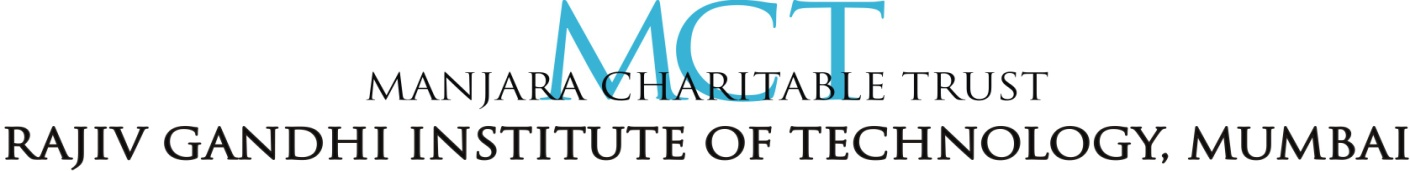 MCT
MANJARA CHARITABLE TRUST
RAJIV GANDHI INSTITUTE OF TECHNOLOGY, MUMBAI